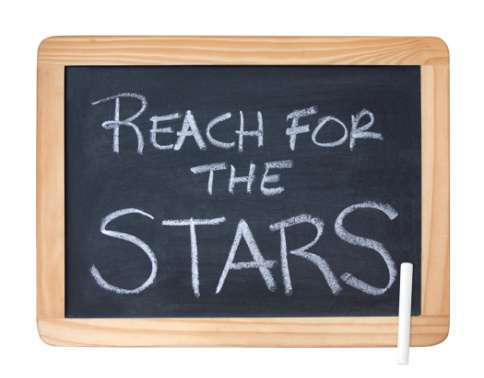 REACH FOR
THE
STARS